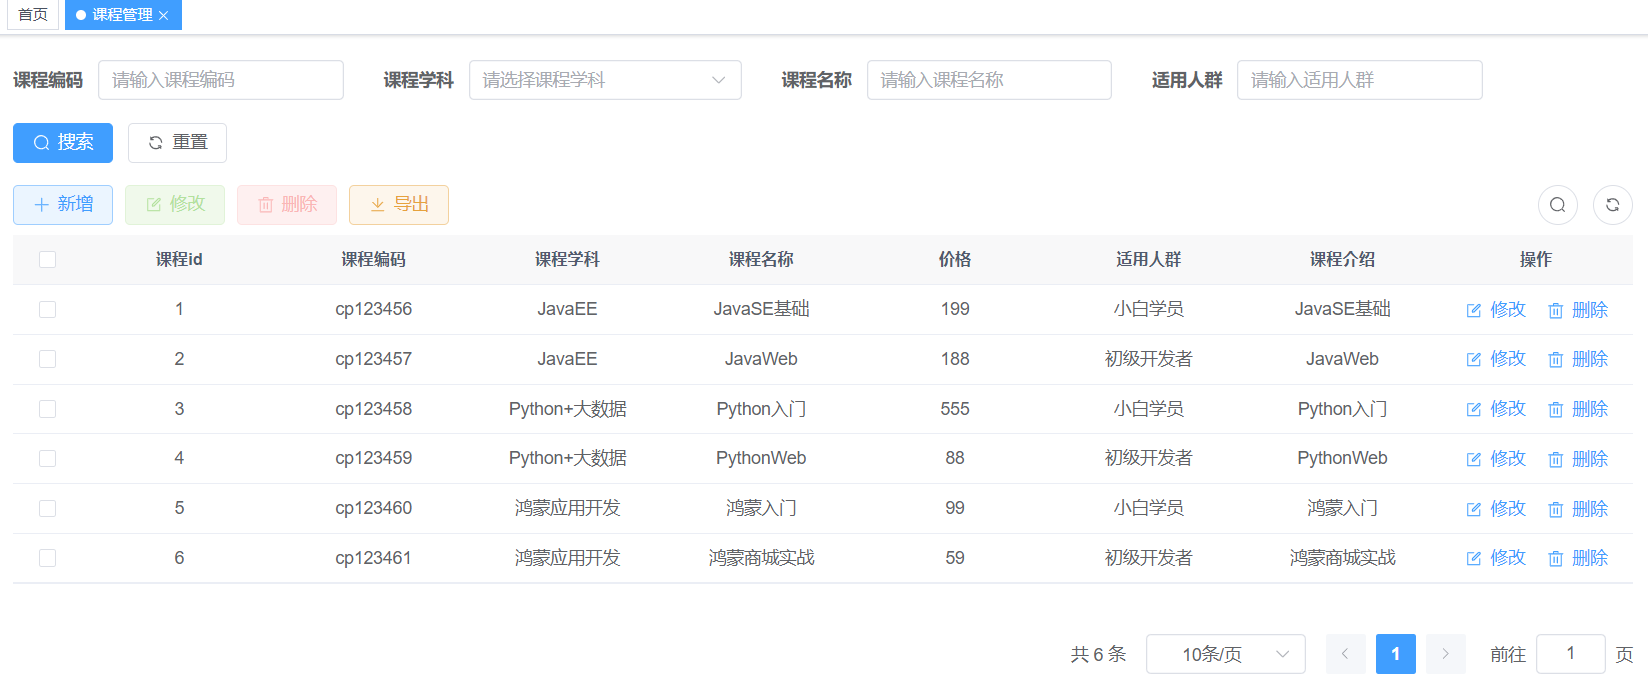 首页 课程管理
课程编码 请输入课程编码 课程学科 请选择课程学科 课程名称 请输入课程名称 适用人群 请输入适用人群
搜索 重置
新增 修改 删除 导出
课程id 课程编码 课程学科 课程名称 价格 适用人群 课程介绍 操作
1 cp123456 JavaEE JavaSE基础 199 小白学员 JavaSE基础 修改 删除
2 cp123457 JavaEE JavaWeb 188 初级开发者 JavaWeb 修改 删除
3 cp123458 Python+大数据 Python入门 555 小白学员 Python入门 修改 删除
4 cp123459 Python+大数据 PythonWeb 88 初级开发者 PythonWeb 修改 删除
5 cp123460 鸿蒙应用开发 鸿蒙入门 99 小白学员 鸿蒙入门 修改 删除
6 cp123461 鸿蒙应用开发 鸿蒙商城实战 59 初级开发者 鸿蒙商城实战 修改 删除
共 6 条 10条/页 1 前往 1 页